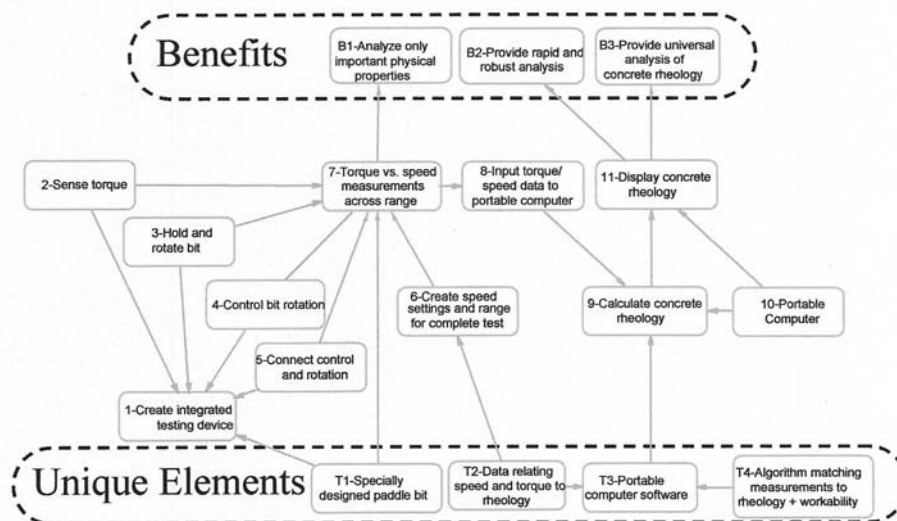 Benefits
B1-Analyze only
important physical
properties
B2-Provide rapid and
robust analysis
B3-Provide universal
analysis of
concrete rheology
2-Sense torque
7-Torque vs. speed
measurements
across range
8-Input torque/
speed data to
portable computer
11-Display concrete
rheology
3-Hold and
rotate bit
4-Control bit rotation
6-Create speed
settings and range
for complete test
9-Calculate concrete
rheology
10-Portable
Computer
5-Connect control
and rotation
1-Create integrated
testing device
Unique Elements
T1-Specially
designed paddle bit
T2-Data relating
speed and torque to
rheology
T3-Portable
computer software
T4-Algorithm matching
measurements to
rheology + workability